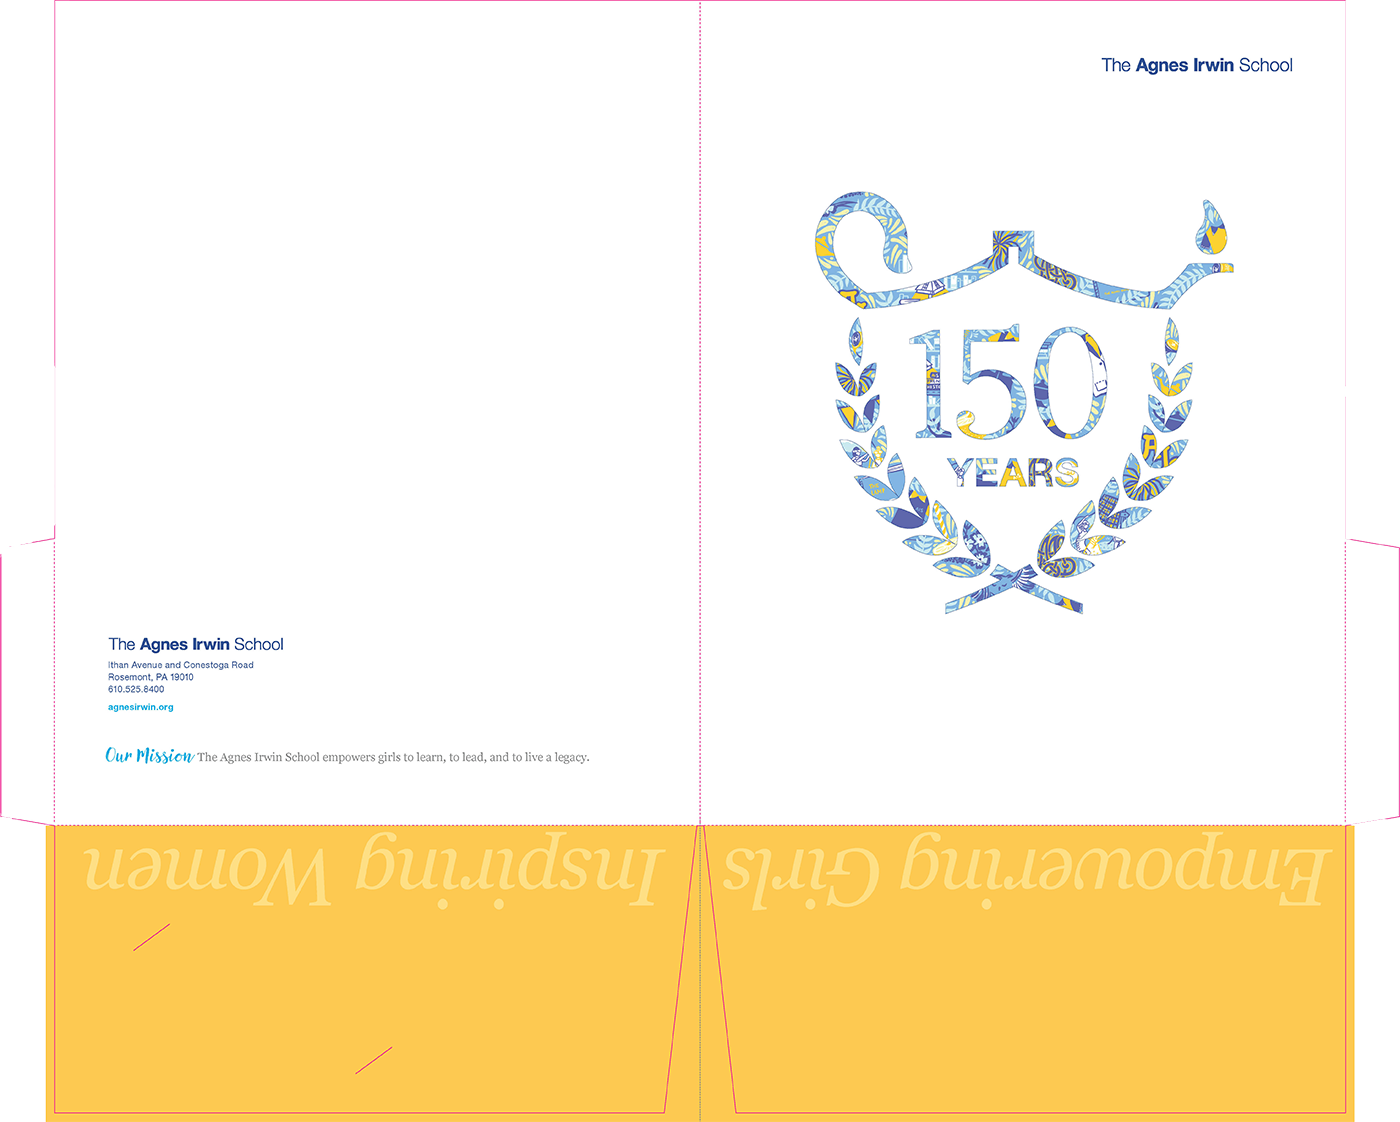 The Agnes Irwin School
150
YEARS
The Agnes Irwin School
Ithan Avenue and Conestoga Road
Rosemont, PA 19010
610.525.8400
agnesirwin.org
Our Mission The Agnes Irwin School empowers girls to learn, to lead, and to live a legacy.
Empowering Girls
Inspiring Women